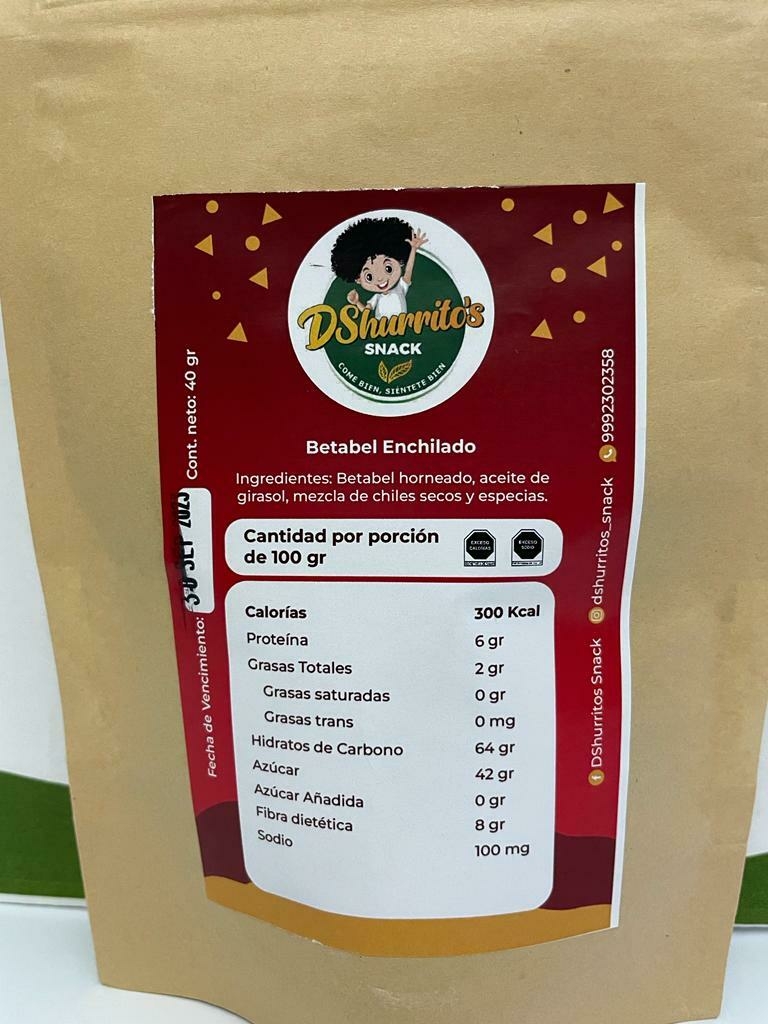 DShurrito's
SNACK
COME BIEN, SIÉNTETE BIEN
Betabel Enchilado
Ingredientes: Betabel horneado, aceite de
girasol, mezcla de chiles secos y especias.
Cantidad por porción
de 100 gr
EXCESO
CALORÍAS
EXCESO
SODIO
Calorías 300 Kcal
Proteína 6 gr
Grasas Totales 2 gr
Grasas saturadas 0 gr
Grasas trans 0 mg
Hidratos de Carbono 64 gr
Azúcar 42 gr
Azúcar Añadida 0 gr
Fibra dietética 8 gr
Sodio 100 mg
Cont. neto: 40 gr
Fecha de Vencimiento: 30 SEP 2023
DShurritos Snack dshurritos_snack 9992302358